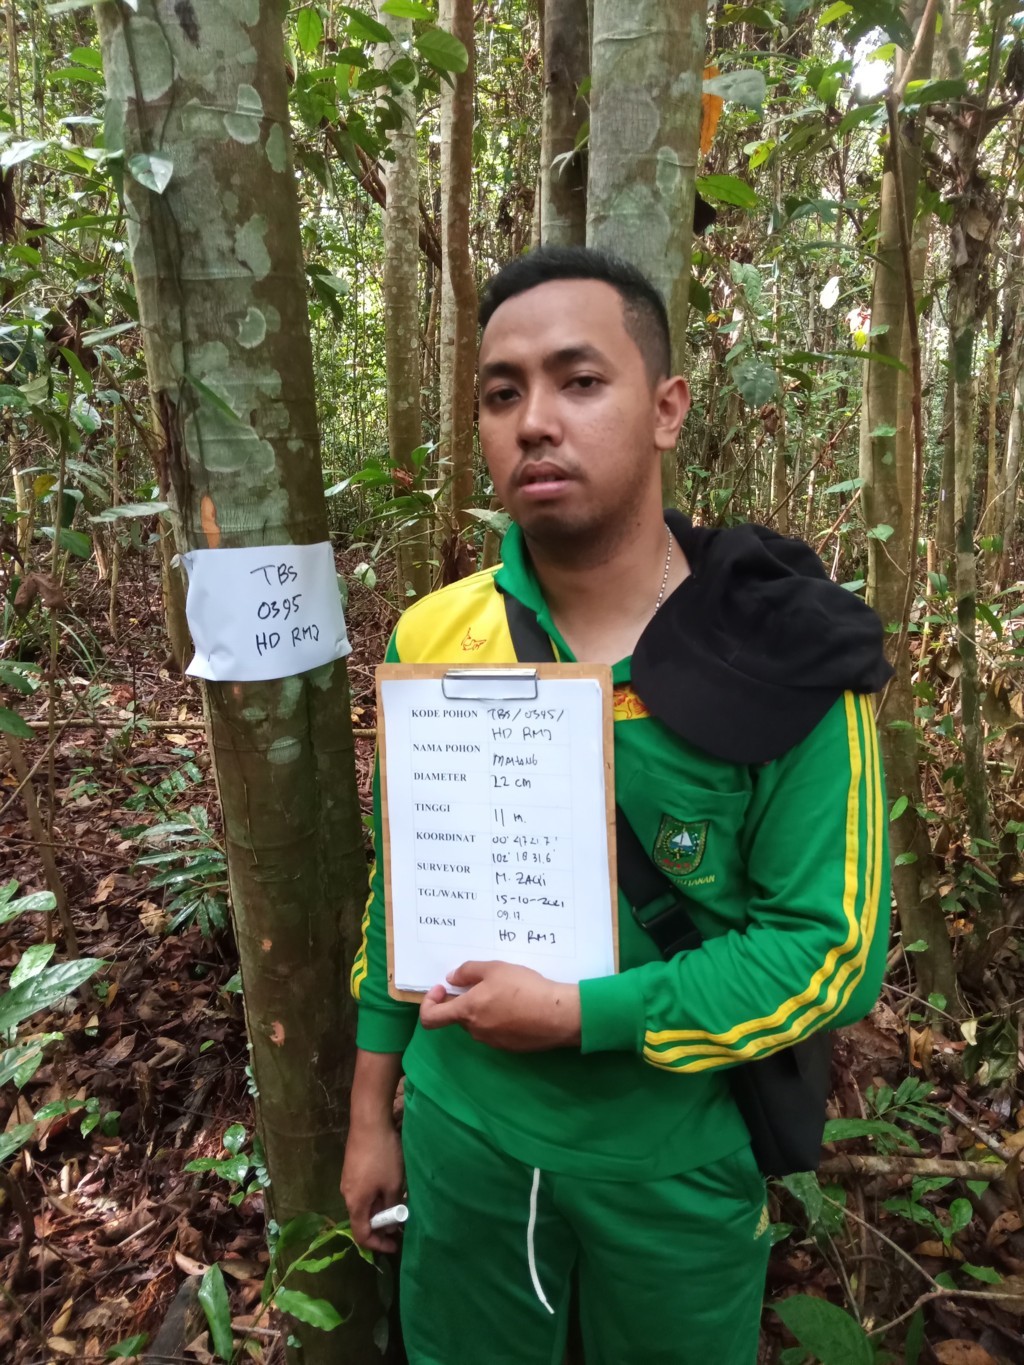 TBS
0395
HD RMJ
KODE POHON TBS/0395/
HD RMJ
NAMA POHON MAHANG
DIAMETER 22 cm
TINGGI 11 m.
KOORDINAT 00° 47'21.7"
102° 18'31.6"
SURVEYOR M. ZAQI
TGL/WAKTU 15-10-2021
09.17
LOKASI HD RMJ